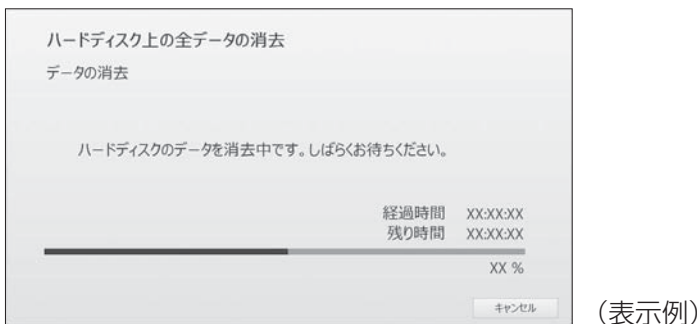 ハードディスク上の全データの消去
データの消去
ハードディスクのデータを消去中です。しばらくお待ちください。
経過時間 XX:XX:XX
残り時間 XX:XX:XX
XX %
キャンセル
（表示例）